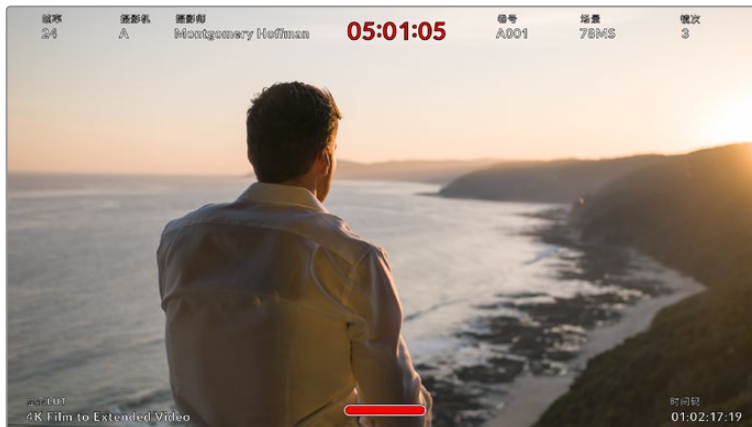 帧率 摄影机 摄影师 卷号 场景 镜次
24 A Montgomery Hoffman 05:01:05 A001 78MS 3
LUT 时间码
4K Film to Extended Video 01:02:17:19